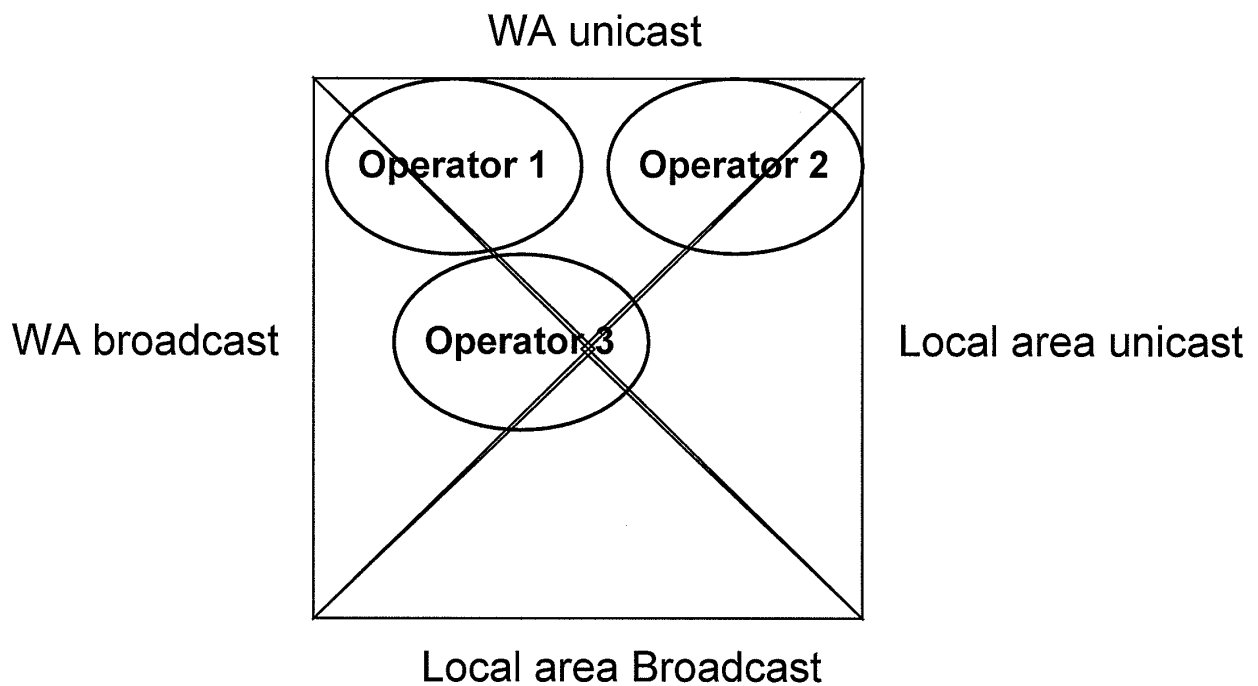 WA unicast
Operator 1
Operator 2
WA broadcast
Operator 3
Local area unicast
Local area Broadcast